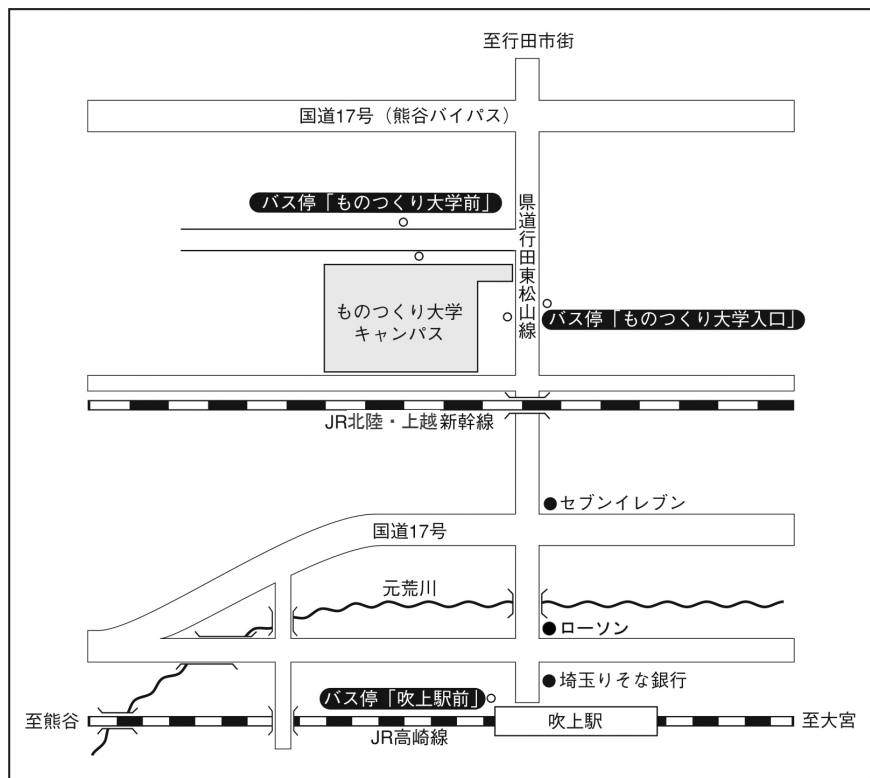 至行田市街
国道17号（熊谷バイパス）
バス停「ものつくり大学前」
県道行田東松山線
ものつくり大学
キャンパス
バス停「ものつくり大学入口」
JR北陸・上越新幹線
セブンイレブン
国道17号
元荒川
ローソン
埼玉りそな銀行
バス停「吹上駅前」
至熊谷
吹上駅
至大宮
JR高崎線